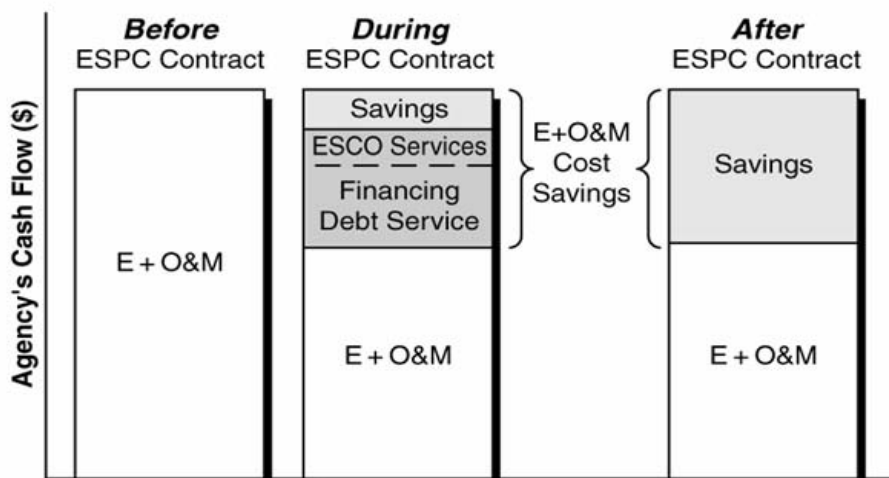 Before
ESPC Contract
During
ESPC Contract
After
ESPC Contract
Agency's Cash Flow ($)
E + O&M
Savings
ESCO Services
Financing
Debt Service
E + O&M
E+O&M
Cost
Savings
Savings
E + O&M